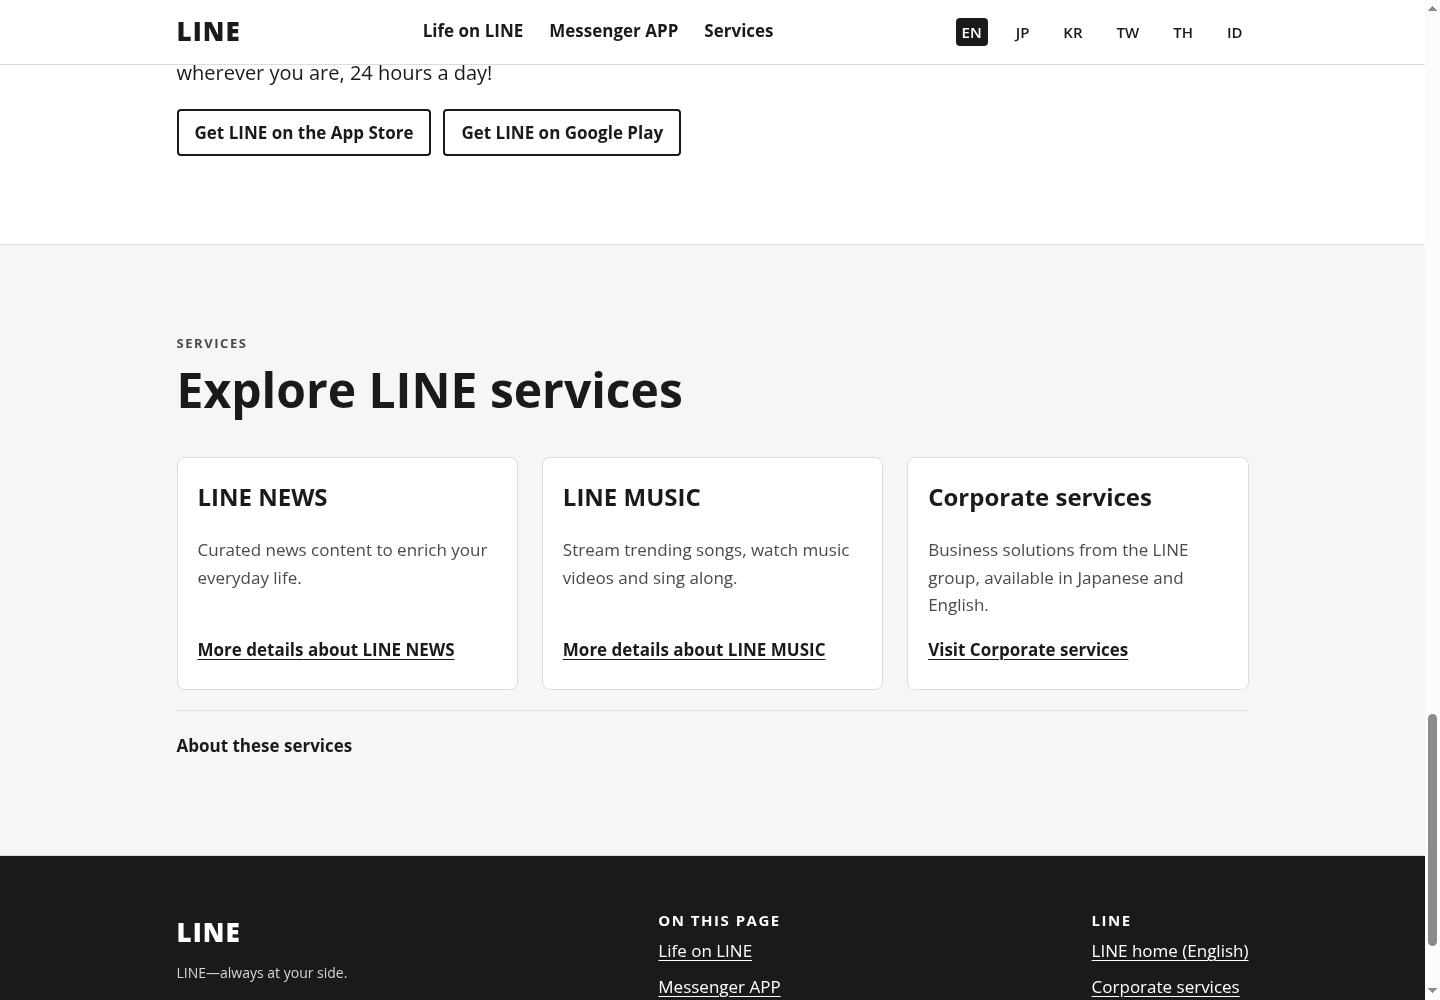 LINE
Life on LINE Messenger APP Services
EN JP KR TW TH ID
wherever you are, 24 hours a day!
Get LINE on the App Store
Get LINE on Google Play
SERVICES
Explore LINE services
LINE NEWS
Curated news content to enrich your
everyday life.
More details about LINE NEWS
LINE MUSIC
Stream trending songs, watch music
videos and sing along.
More details about LINE MUSIC
Corporate services
Business solutions from the LINE
group, available in Japanese and
English.
Visit Corporate services
About these services
LINE
LINE—always at your side.
ON THIS PAGE
Life on LINE
Messenger APP
LINE
LINE home (English)
Corporate services